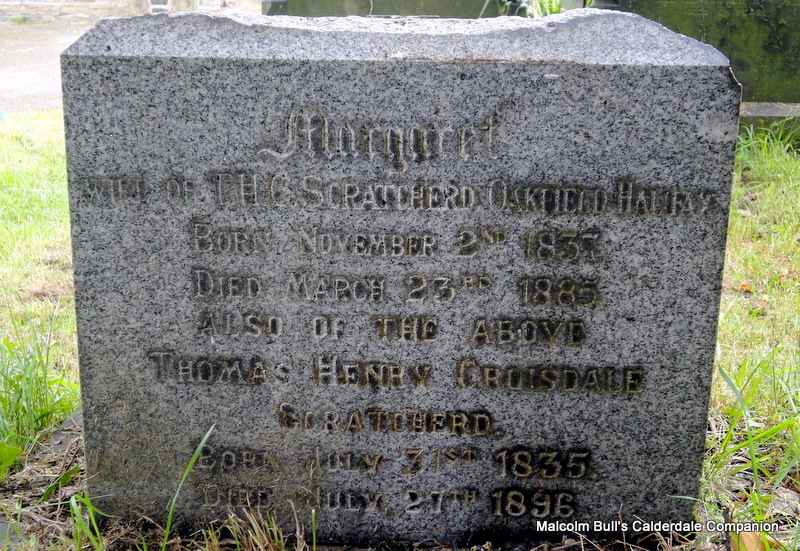 Margaret
WIFE OF T.H.C. SCRATCHERD OAKFIELD HALIFAX
BORN NOVEMBER 2ND 1837.
DIED MARCH 23RD 1885.
ALSO OF THE ABOVE
THOMAS HENRY CROISDALE
SCRATCHERD.
BORN JULY 31ST 1835.
DIED JULY, 27TH 1896
Malcolm Bull's Calderdale Companion